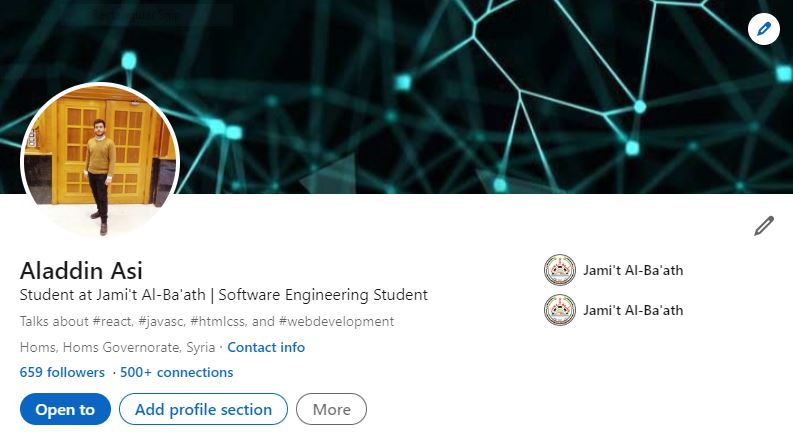 Rectangular Snip
Aladdin Asi
Student at Jami't Al-Ba'ath | Software Engineering Student
Talks about #react, #javasc, #htmlcss, and #webdevelopment
Homs, Homs Governorate, Syria · Contact info
659 followers · 500+ connections
Open to
Add profile section
More
Jami't Al-Ba'ath
Jami't Al-Ba'ath